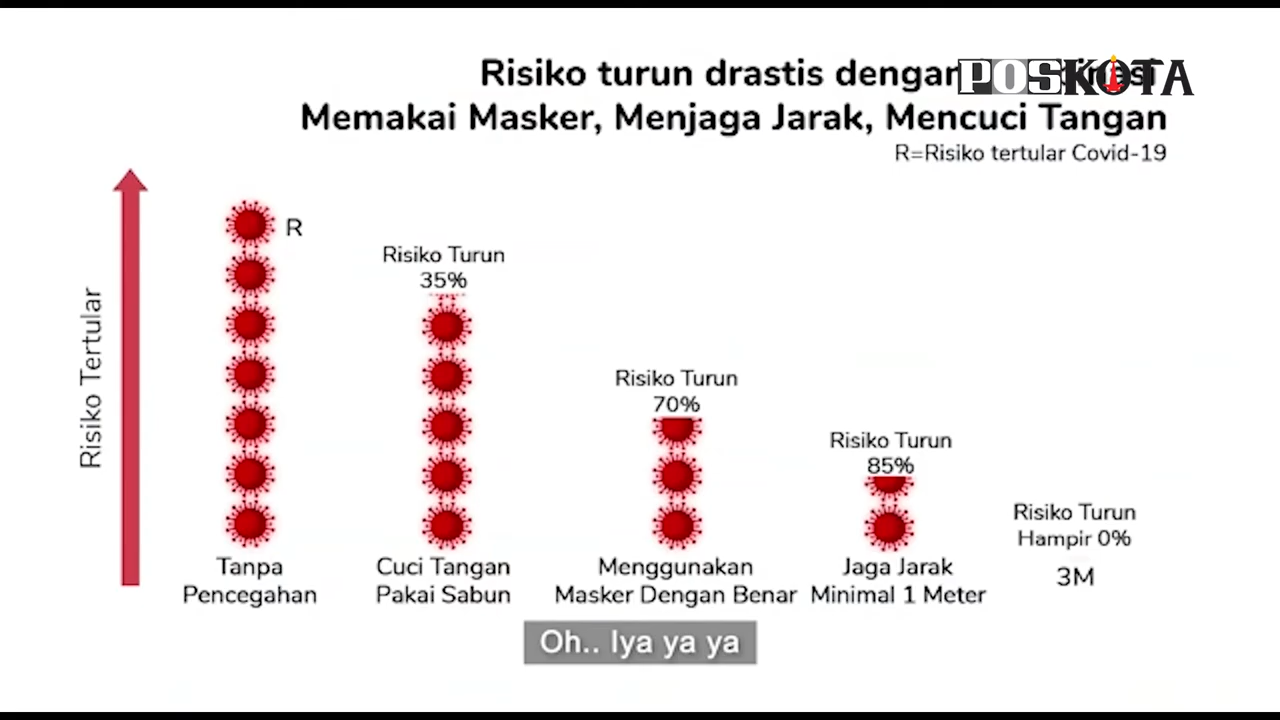 Risiko turun drastis dengan
POSKOTA
Memakai Masker, Menjaga Jarak, Mencuci Tangan
R=Risiko tertular Covid-19
Risiko Tertular
R
Risiko Turun
35%
Risiko Turun
70%
Risiko Turun
85%
Risiko Turun
Hampir 0%
3M
Tanpa
Pencegahan
Cuci Tangan
Pakai Sabun
Menggunakan
Masker Dengan Benar
Jaga Jarak
Minimal 1 Meter
Oh.. Iya ya ya